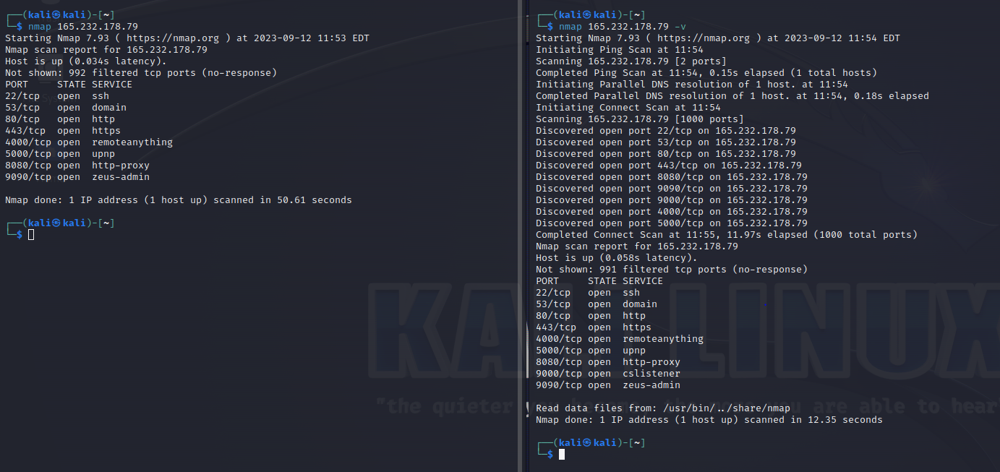 ┌──(kali㉿kali)-[~]
└─$ nmap 165.232.178.79
Starting Nmap 7.93 ( https://nmap.org ) at 2023-09-12 11:53 EDT
Nmap scan report for 165.232.178.79
Host is up (0.034s latency).
Not shown: 992 filtered tcp ports (no-response)
PORT     STATE SERVICE
22/tcp   open  ssh
53/tcp   open  domain
80/tcp   open  http
443/tcp  open  https
4000/tcp open  remoteanything
5000/tcp open  upnp
8080/tcp open  http-proxy
9090/tcp open  zeus-admin
Nmap done: 1 IP address (1 host up) scanned in 50.61 seconds
┌──(kali㉿kali)-[~]
└─$
┌──(kali㉿kali)-[~]
└─$ nmap 165.232.178.79 -v
Starting Nmap 7.93 ( https://nmap.org ) at 2023-09-12 11:54 EDT
Initiating Ping Scan at 11:54
Scanning 165.232.178.79 [2 ports]
Completed Ping Scan at 11:54, 0.15s elapsed (1 total hosts)
Initiating Parallel DNS resolution of 1 host. at 11:54
Completed Parallel DNS resolution of 1 host. at 11:54, 0.18s elapsed
Initiating Connect Scan at 11:54
Scanning 165.232.178.79 [1000 ports]
Discovered open port 22/tcp on 165.232.178.79
Discovered open port 53/tcp on 165.232.178.79
Discovered open port 80/tcp on 165.232.178.79
Discovered open port 443/tcp on 165.232.178.79
Discovered open port 8080/tcp on 165.232.178.79
Discovered open port 9090/tcp on 165.232.178.79
Discovered open port 9000/tcp on 165.232.178.79
Discovered open port 4000/tcp on 165.232.178.79
Discovered open port 5000/tcp on 165.232.178.79
Completed Connect Scan at 11:55, 11.97s elapsed (1000 total ports)
Nmap scan report for 165.232.178.79
Host is up (0.058s latency).
Not shown: 991 filtered tcp ports (no-response)
PORT     STATE SERVICE
22/tcp   open  ssh
53/tcp   open  domain
80/tcp   open  http
443/tcp  open  https
4000/tcp open  remoteanything
5000/tcp open  upnp
8080/tcp open  http-proxy
9000/tcp open  cslistener
9090/tcp open  zeus-admin
Read data files from: /usr/bin/../share/nmap
Nmap done: 1 IP address (1 host up) scanned in 12.35 seconds
┌──(kali㉿kali)-[~]
└─$
KALI LINUX
"the quieter you become, the more you are able to hear